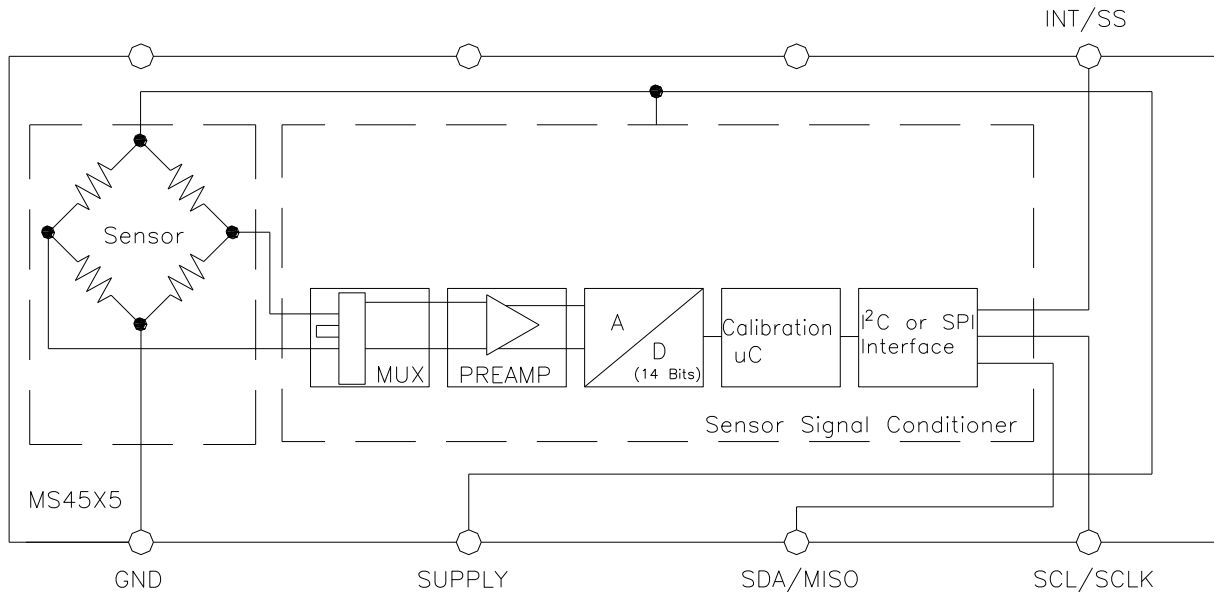 INT/SS
Sensor
A
D
(14 Bits)
MUX
PREAMP
Calibration
uC
I²C or SPI
Interface
Sensor Signal Conditioner
MS45X5
GND
SUPPLY
SDA/MISO
SCL/SCLK